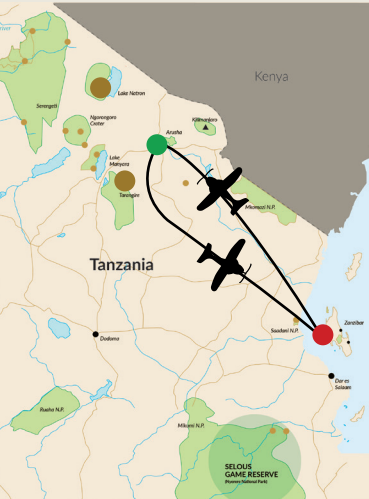 Kenya
Serengeti
Lake Natron
Ngorongoro
Crater
Arusha
Kilimanjaro
Lake
Manyara
Tarangire
Mkomazi N.P.
Tanzania
Saadani N.P.
Zanzibar
Dodoma
Dar es
Salaam
Ruaha N.P.
Mikumi N.P.
SELOUS
GAME RESERVE
(Nyerere National Park)